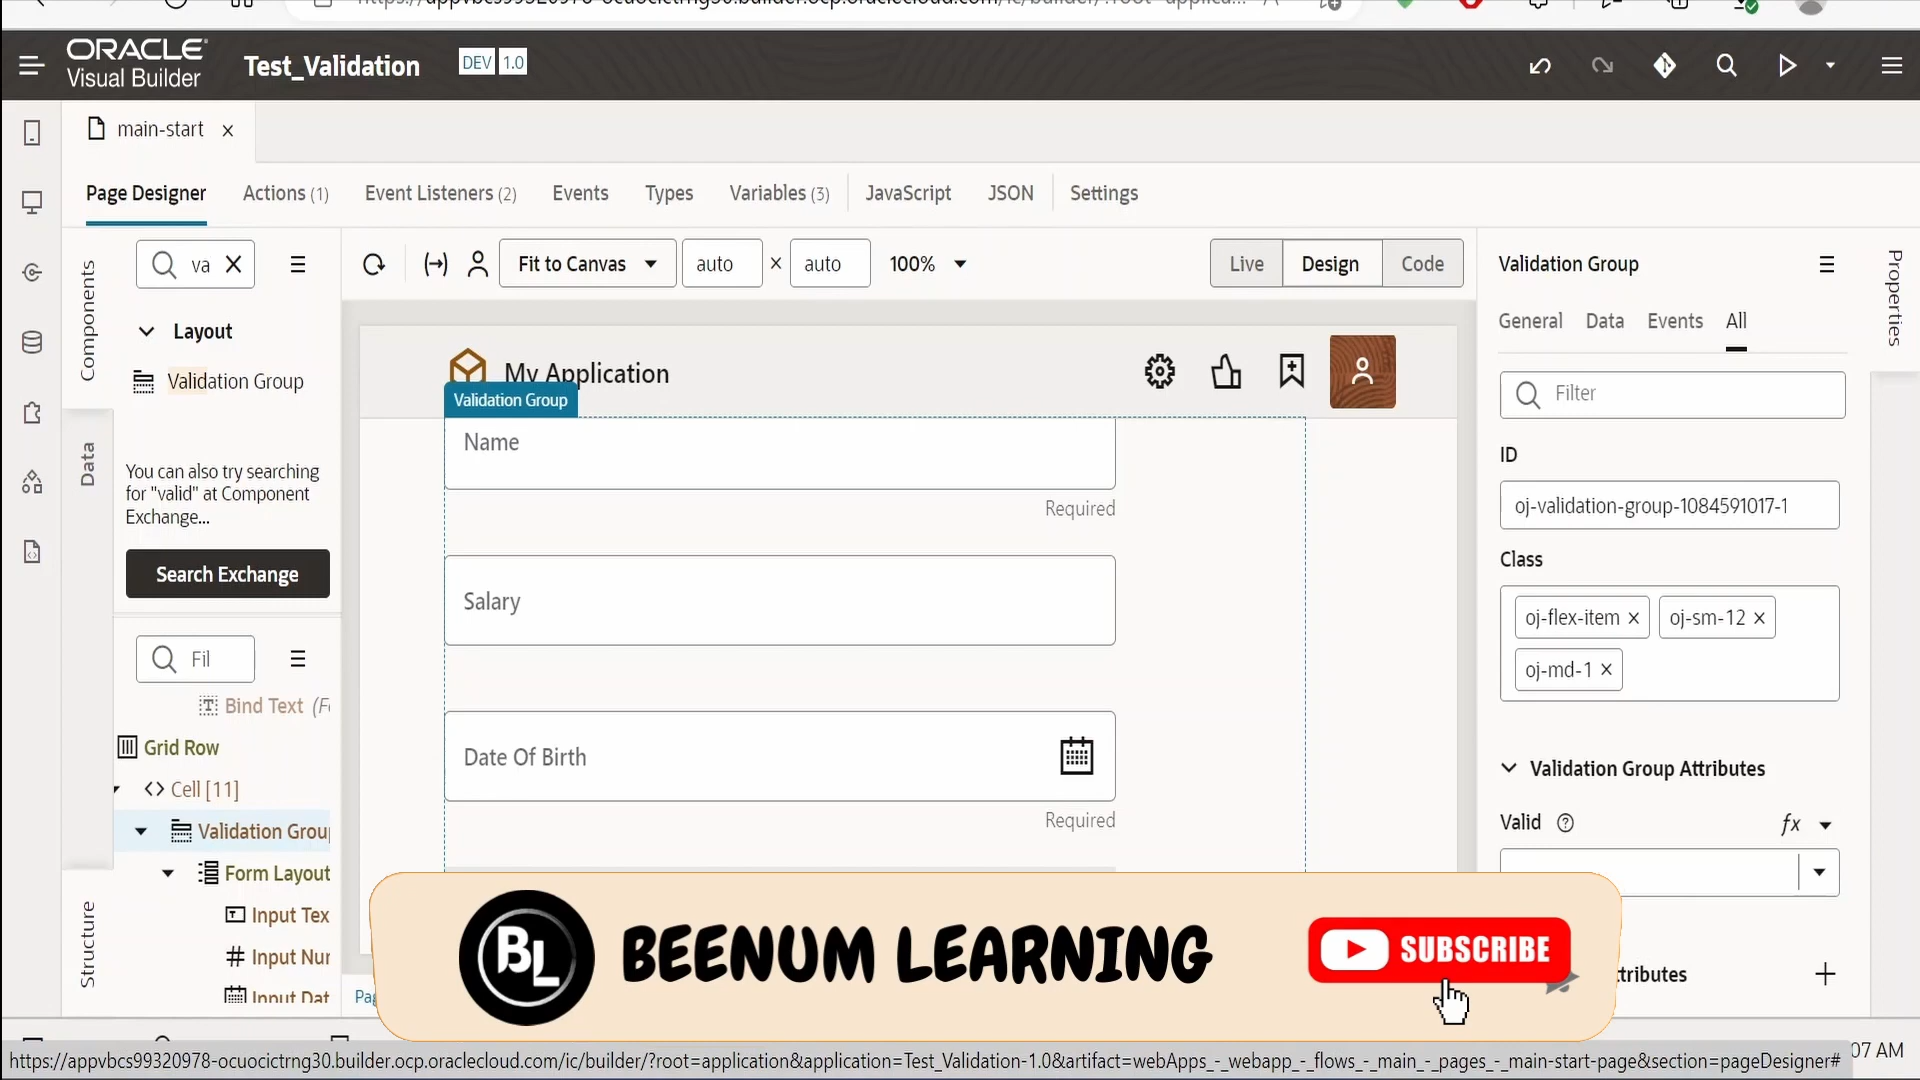 ORACLE
Visual Builder
Test_Validation
DEV 1.0
main-start
Page Designer
Actions (1)
Event Listeners (2)
Events
Types
Variables (3)
JavaScript
JSON
Settings
Components
Data
Structure
va
Layout
Validation Group
You can also try searching
for "valid" at Component
Exchange...
Search Exchange
Fil
Bind Text
Grid Row
Cell [11]
Validation Grou
Form Layout
Input Tex
Input Nur
Input Dat
Fit to Canvas
auto × auto
100%
Live
Design
Code
My Application
Validation Group
Name
Required
Salary
Date Of Birth
Required
Validation Group
General
Data
Events
All
Properties
Filter
ID
oj-validation-group-1084591017-1
Class
oj-flex-item × oj-sm-12 ×
oj-md-1 ×
Validation Group Attributes
Valid
fx
BL
BEENUM LEARNING
SUBSCRIBE
https://appvbcs99320978-ocuocictrng30.builder.ocp.oraclecloud.com/ic/builder/?root=application&application=Test_Validation-1.0&artifact=webApps_-_webapp_-_flows_-_main_-_pages_-_main-start-page&section=pageDesigner#
07 AM